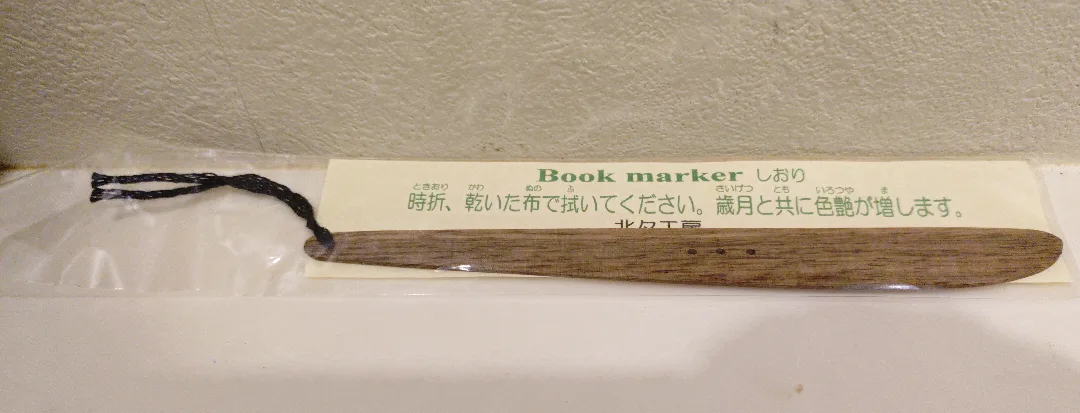 Book marker しおり
ときおり かわ ぬの ふ さいげつ とも いろつや ま
時折、乾いた布で拭いてください。歳月と共に色艶が増します。